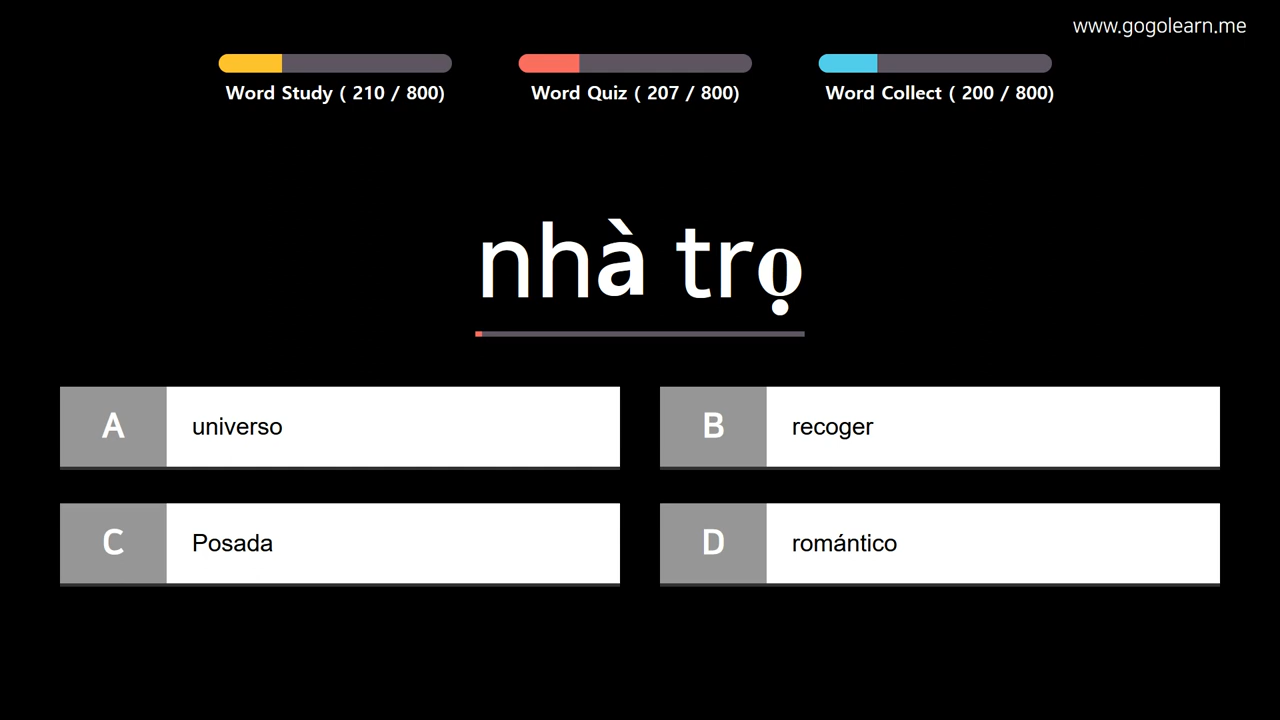 www.gogolearn.me
Word Study ( 210 / 800)
Word Quiz ( 207 / 800)
Word Collect ( 200 / 800)
nhà trọ
A universo
B recoger
C Posada
D romántico